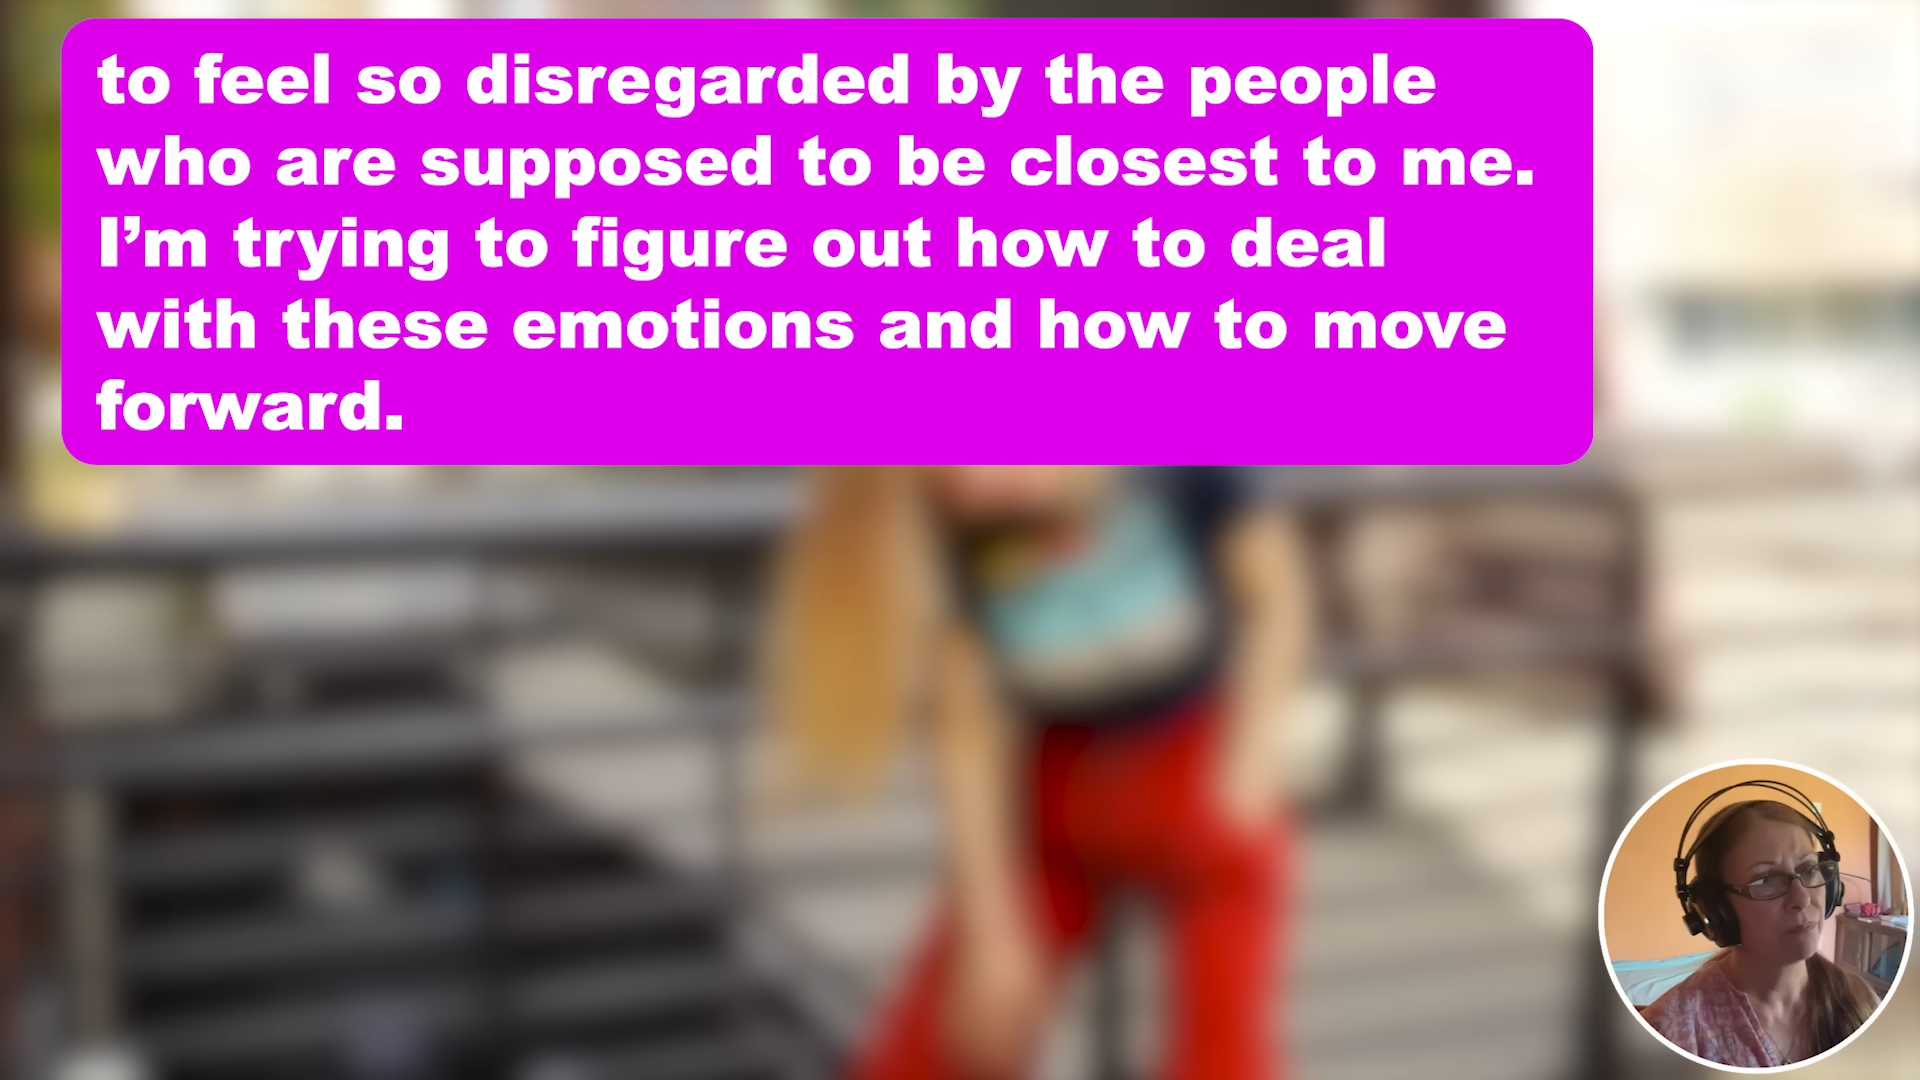 to feel so disregarded by the people
who are supposed to be closest to me.
I’m trying to figure out how to deal
with these emotions and how to move
forward.